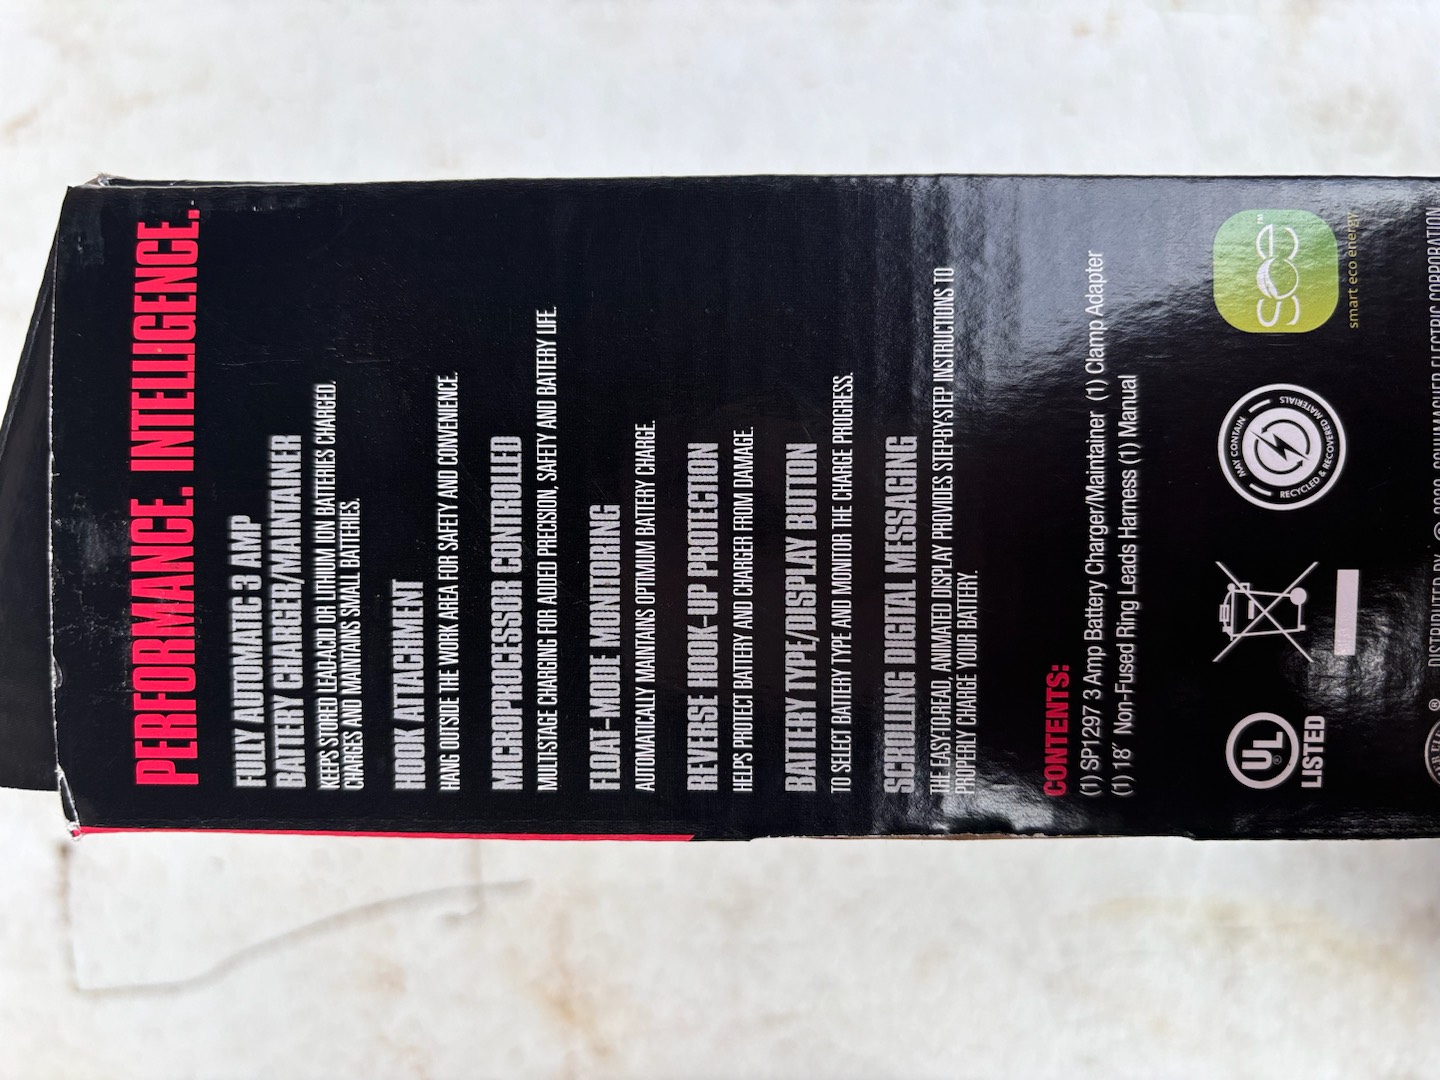 PERFORMANCE. INTELLIGENCE.
FULLY AUTOMATIC 3 AMP
BATTERY CHARGER/MAINTAINER
KEEPS STORED LEAD-ACID OR LITHIUM ION BATTERIES CHARGED.
CHARGES AND MAINTAINS SMALL BATTERIES.
HOOK ATTACHMENT
HANG OUTSIDE THE WORK AREA FOR SAFETY AND CONVENIENCE.
MICROPROCESSOR CONTROLLED
MULTI-STAGE CHARGING FOR ADDED PRECISION, SAFETY AND BATTERY LIFE.
FLOAT-MODE MONITORING
AUTOMATICALLY MAINTAINS OPTIMUM BATTERY CHARGE.
REVERSE HOOK-UP PROTECTION
HELPS PROTECT BATTERY AND CHARGER FROM DAMAGE.
BATTERY TYPE/DISPLAY BUTTON
TO SELECT BATTERY TYPE AND MONITOR THE CHARGE PROGRESS.
SCROLLING DIGITAL MESSAGING
THE EASY-TO-READ, ANIMATED DISPLAY PROVIDES STEP-BY-STEP INSTRUCTIONS TO
PROPERLY CHARGE YOUR BATTERY.
CONTENTS:
(1) SP1297 3 Amp Battery Charger/Maintainer (1) Clamp Adapter
(1) 18″ Non-Fused Ring Leads Harness (1) Manual
UL®
LISTED
MAY CONTAIN
RECYCLED & RECOVERED MATERIALS
see™
smart eco energy
DISTRIBUTED BY SCHUMACHER ELECTRIC CORPORATION
®